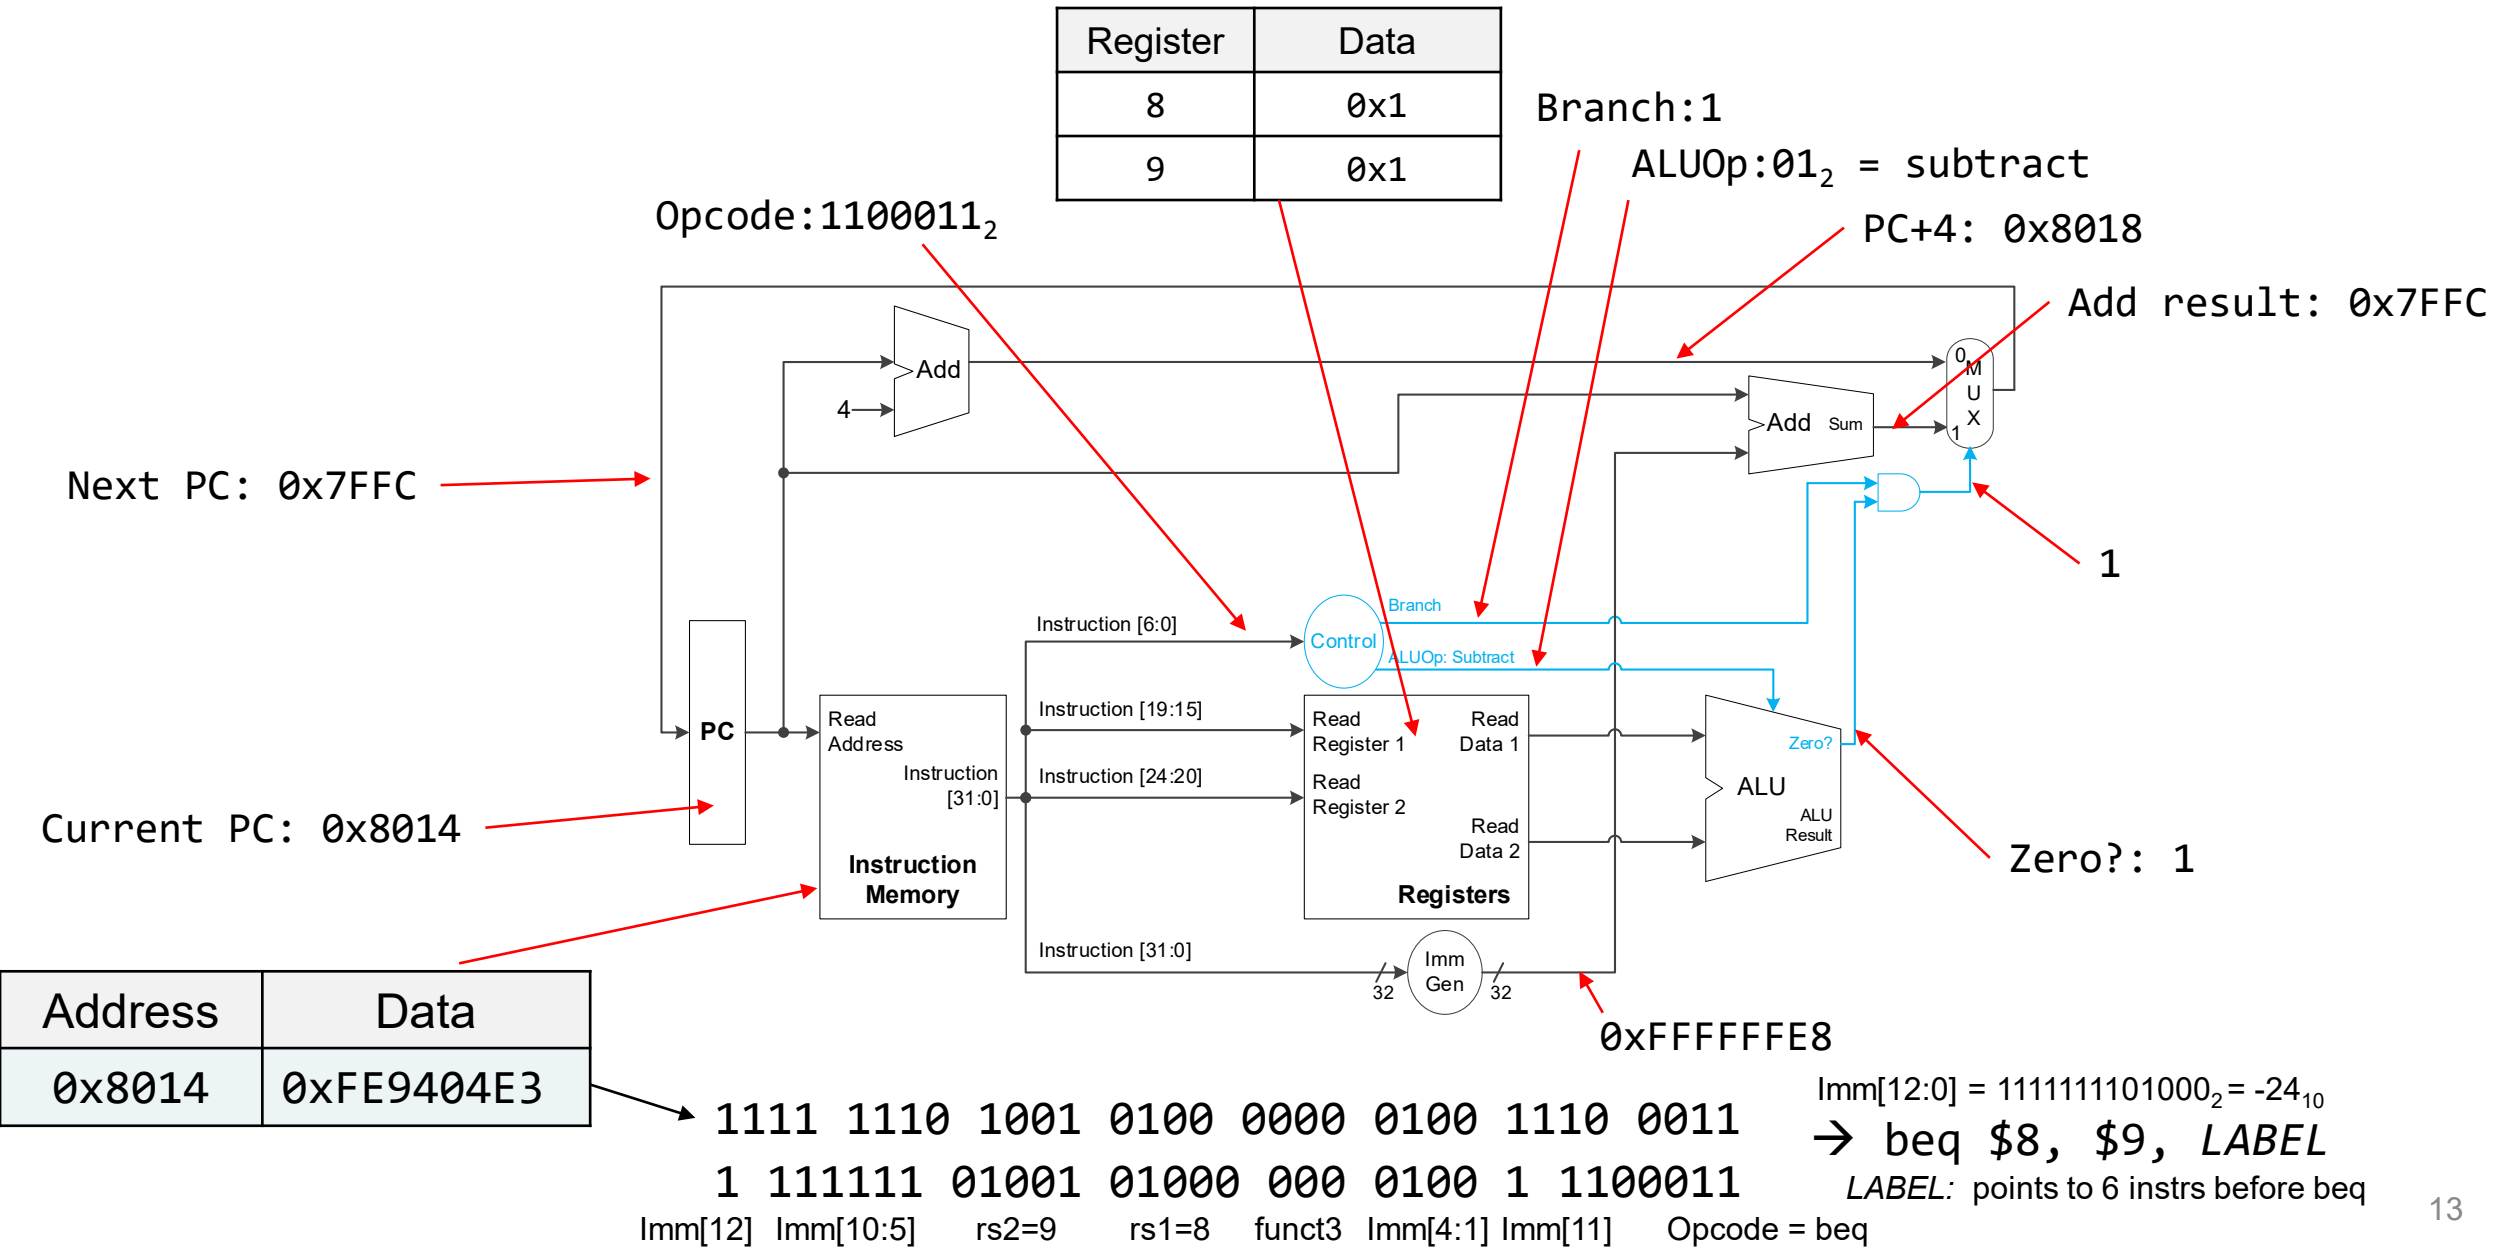 Register Data
8 0x1
9 0x1
Branch:1
ALUOp:01₂ = subtract
Opcode:1100011₂
PC+4: 0x8018
Add result: 0x7FFC
Add
4
0
M
U
X
1
Add Sum
Next PC: 0x7FFC
1
Branch
Instruction [6:0]
Control
ALUOp: Subtract
Instruction [19:15]
PC
Read
Address
Instruction
[31:0]
Instruction
Memory
Read
Register 1
Read
Data 1
Instruction [24:20]
Read
Register 2
Read
Data 2
Registers
Zero?
ALU
ALU
Result
Current PC: 0x8014
Zero?: 1
Instruction [31:0]
32
Imm
Gen
32
Address Data
0x8014 0xFE9404E3
0xFFFFFFE8
1111 1110 1001 0100 0000 0100 1110 0011
1 111111 01001 01000 000 0100 1 1100011
Imm[12] Imm[10:5] rs2=9 rs1=8 funct3 Imm[4:1] Imm[11] Opcode = beq
Imm[12:0] = 1111111101000₂ = -24₁₀
→ beq $8, $9, LABEL
LABEL: points to 6 instrs before beq
13